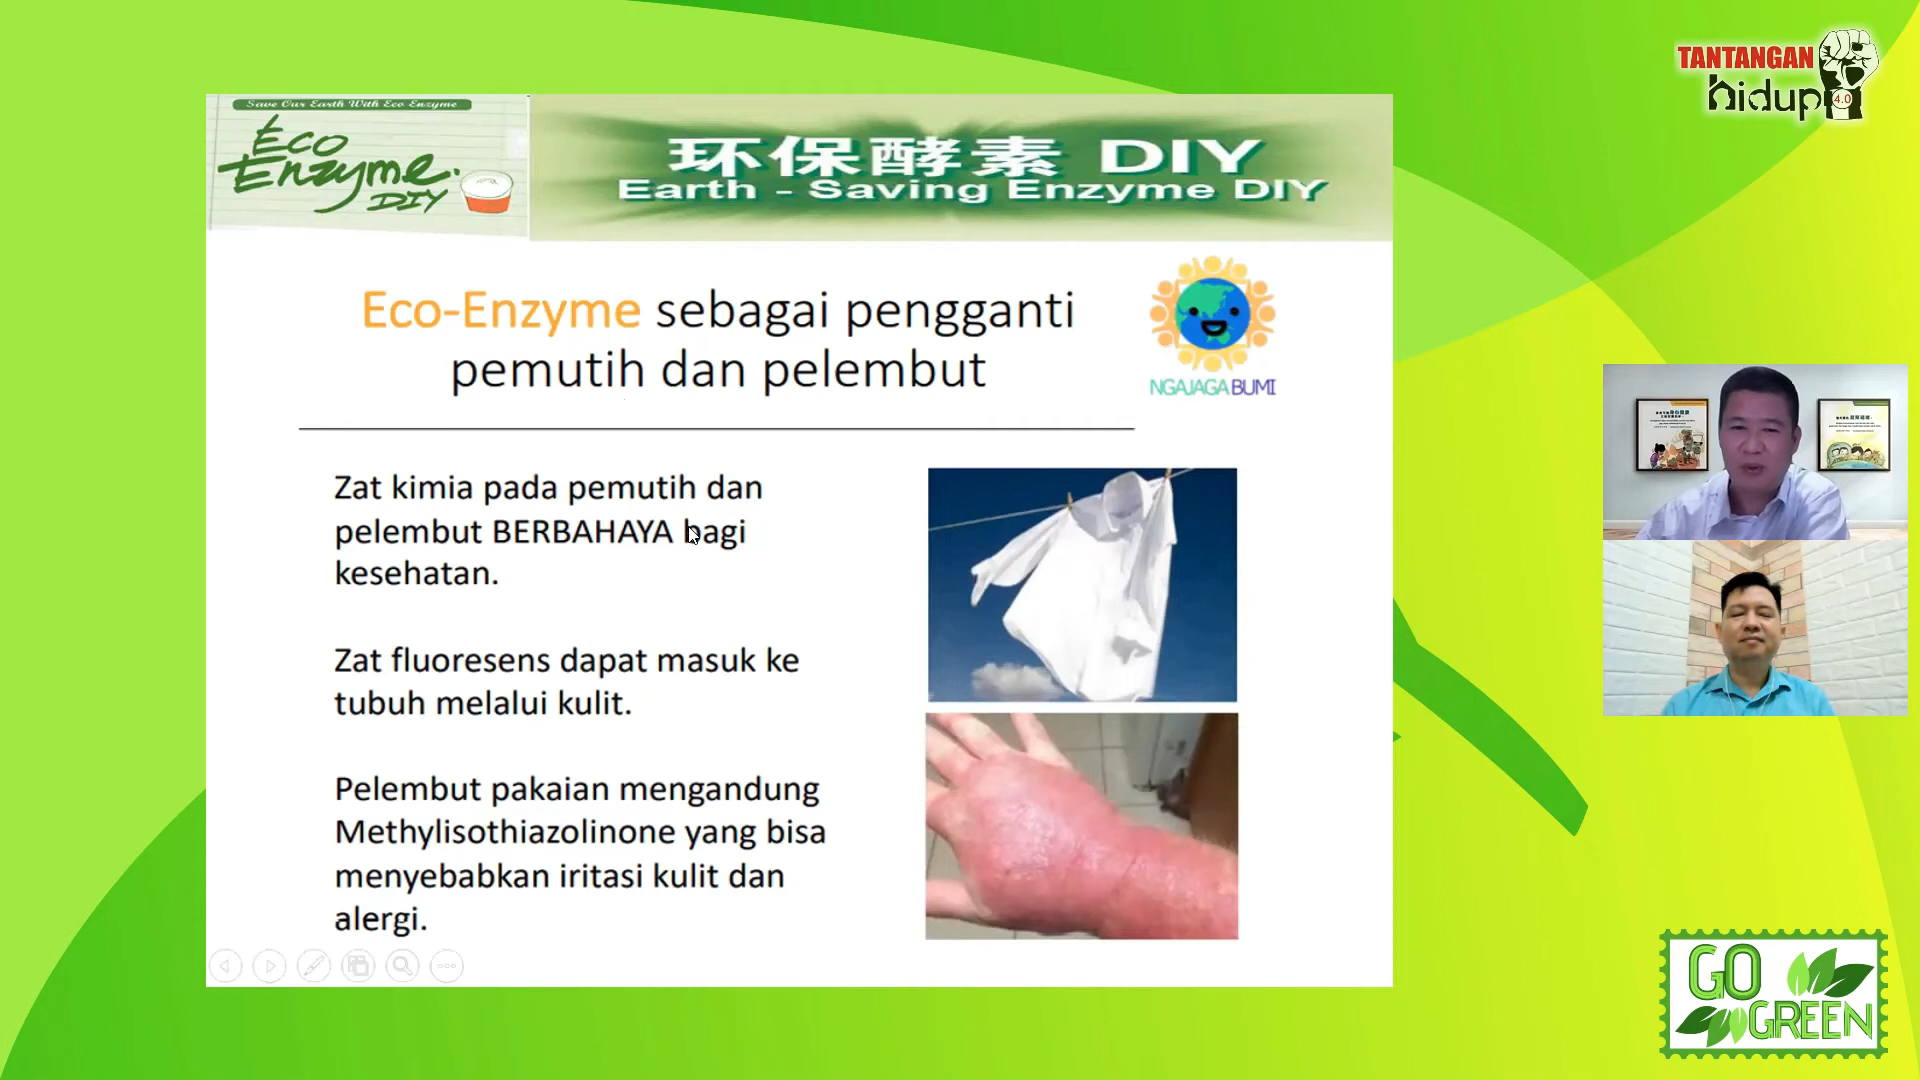 TANTANGAN
hidup
4.0
Save Our Earth With Eco Enzyme
Eco
Enzyme
DIY
环保酵素 DIY
Earth - Saving Enzyme DIY
Eco-Enzyme sebagai pengganti
pemutih dan pelembut
NGAJAGA BUMI
Zat kimia pada pemutih dan
pelembut BERBAHAYA bagi
kesehatan.
Zat fluoresens dapat masuk ke
tubuh melalui kulit.
Pelembut pakaian mengandung
Methylisothiazolinone yang bisa
menyebabkan iritasi kulit dan
alergi.
GO
GREEN